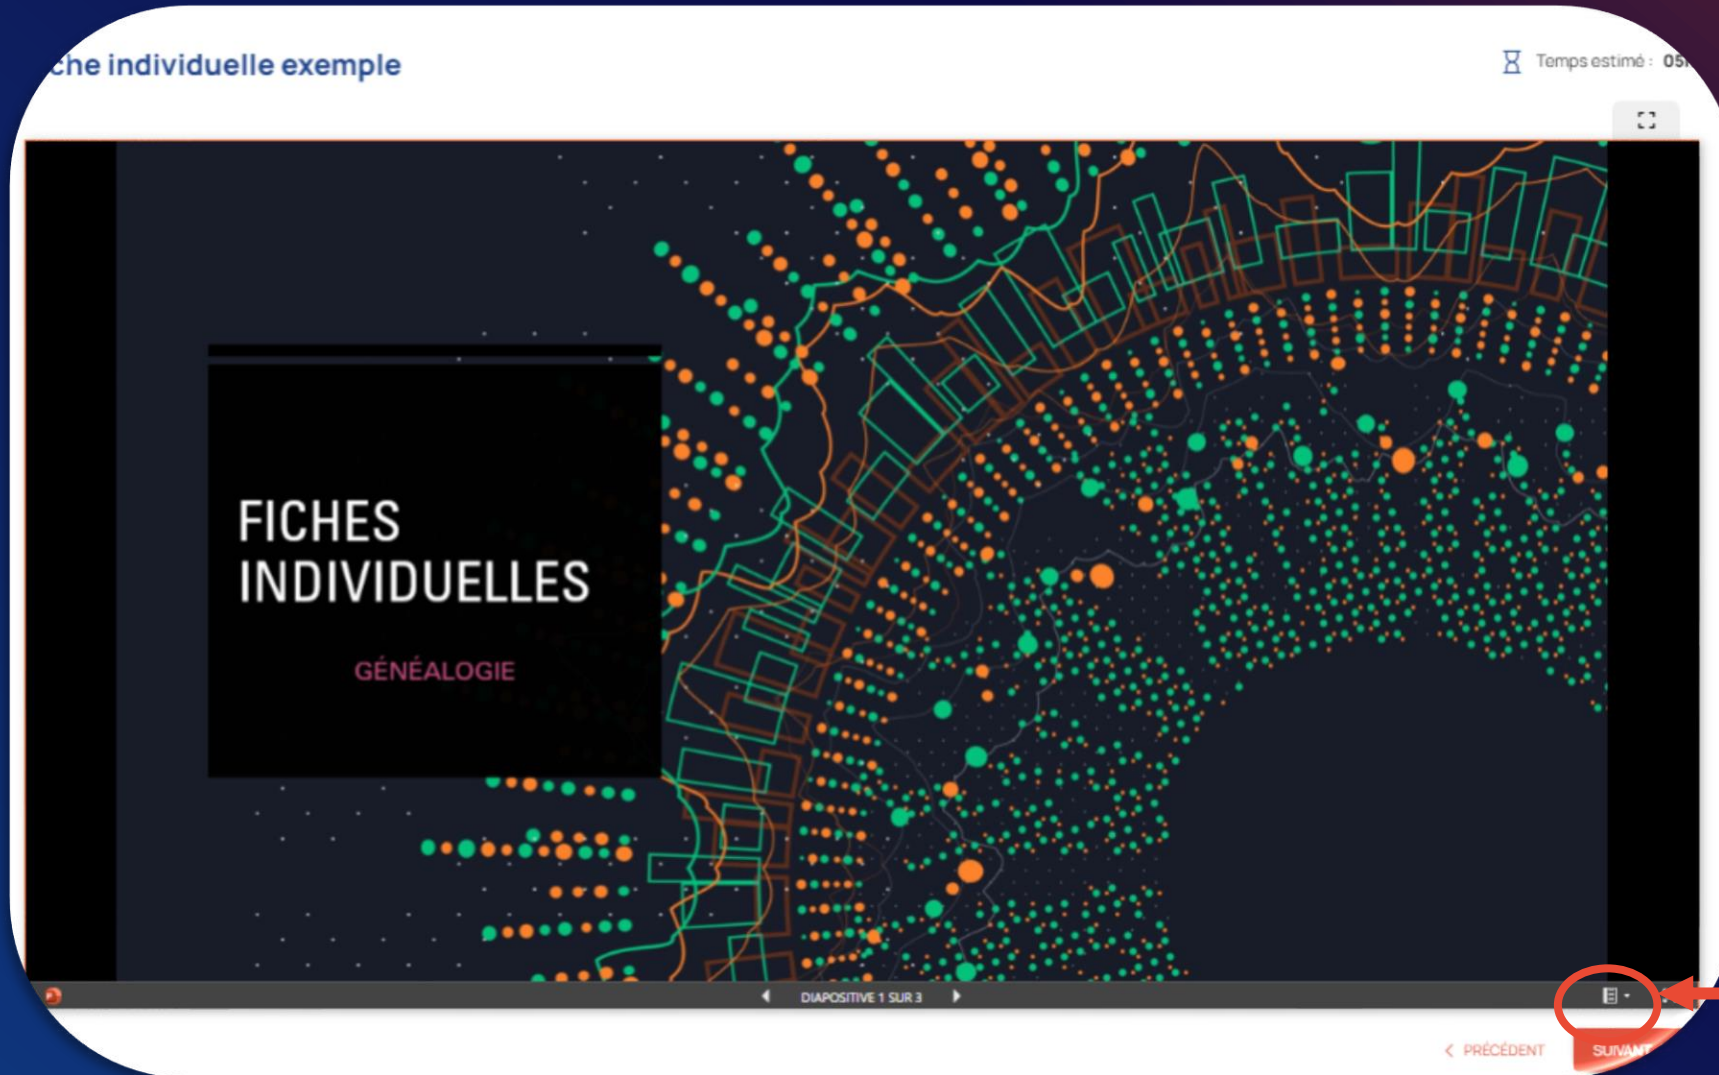 che individuelle exemple
Temps estimé :
FICHES
INDIVIDUELLES
GÉNÉALOGIE
DIAPOSITIVE 1 SUR 3
PRÉCÉDENT
SUIVANT